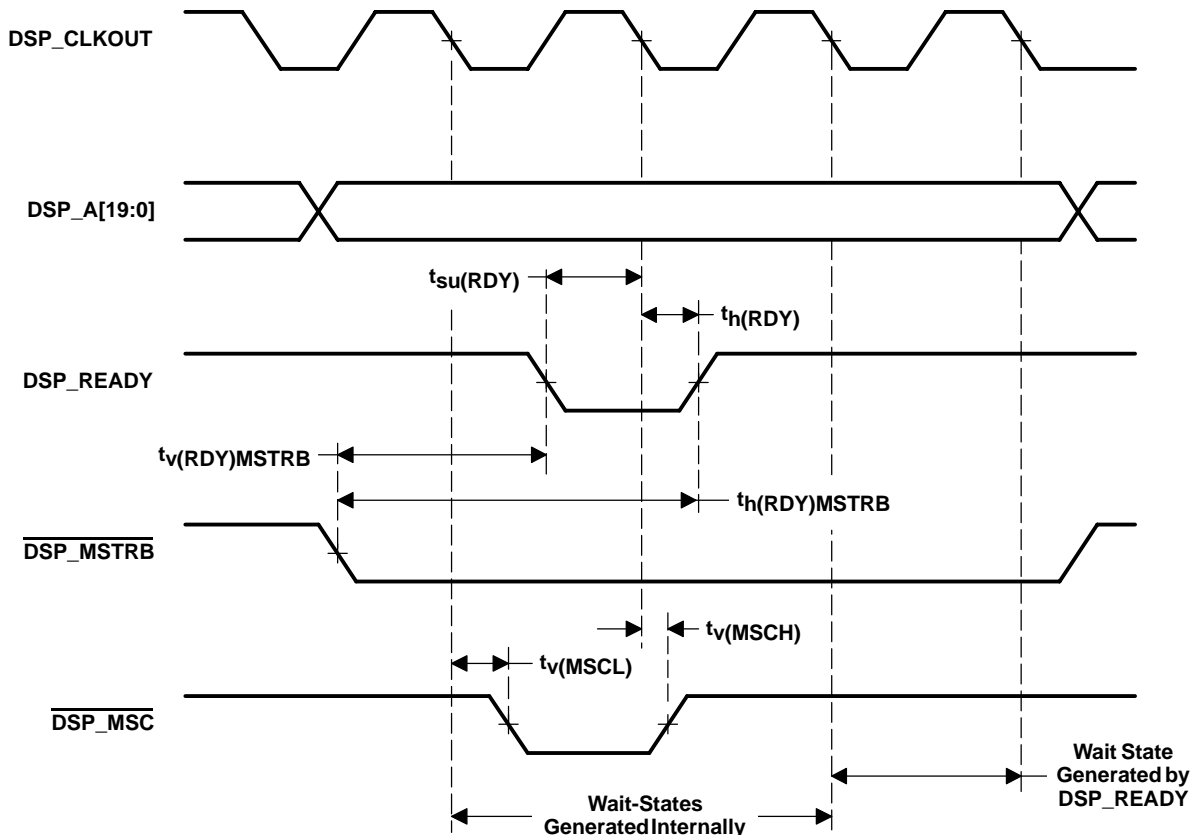 DSP_CLKOUT
DSP_A[19:0]
tsu(RDY)
th(RDY)
DSP_READY
tv(RDY)MSTRB
th(RDY)MSTRB
DSP_MSTRB
tv(MSCH)
tv(MSCL)
DSP_MSC
Wait State
Generated by
DSP_READY
Wait-States
Generated Internally